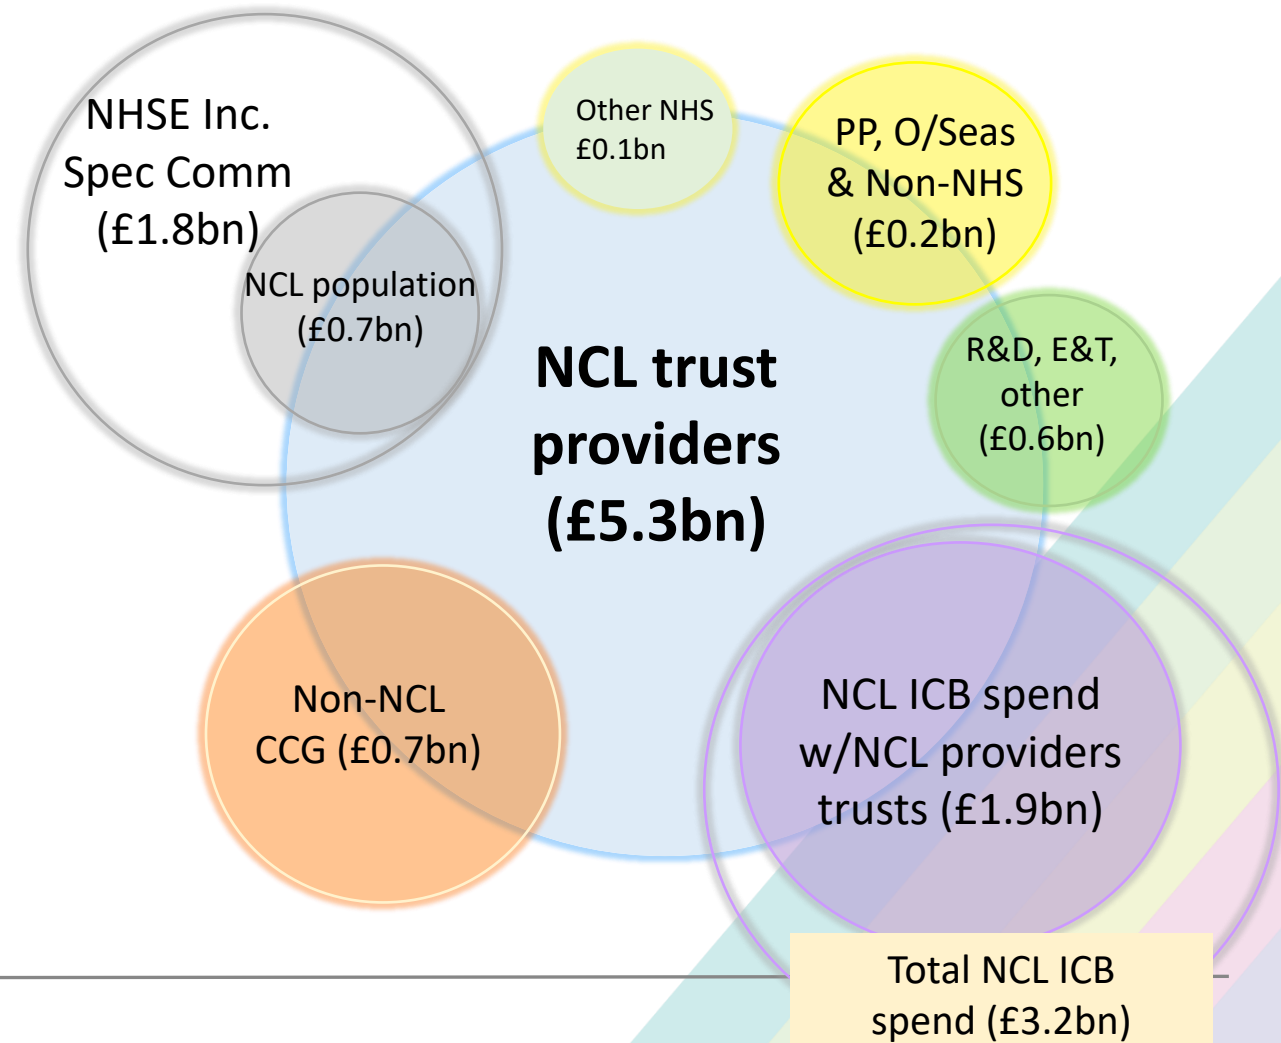 NHSE Inc.
Spec Comm
(£1.8bn)
NCL population
(£0.7bn)
Other NHS
£0.1bn
PP, O/Seas
& Non-NHS
(£0.2bn)
R&D, E&T,
other
(£0.6bn)
NCL trust
providers
(£5.3bn)
Non-NCL
CCG (£0.7bn)
NCL ICB spend
w/NCL providers
trusts (£1.9bn)
Total NCL ICB
spend (£3.2bn)